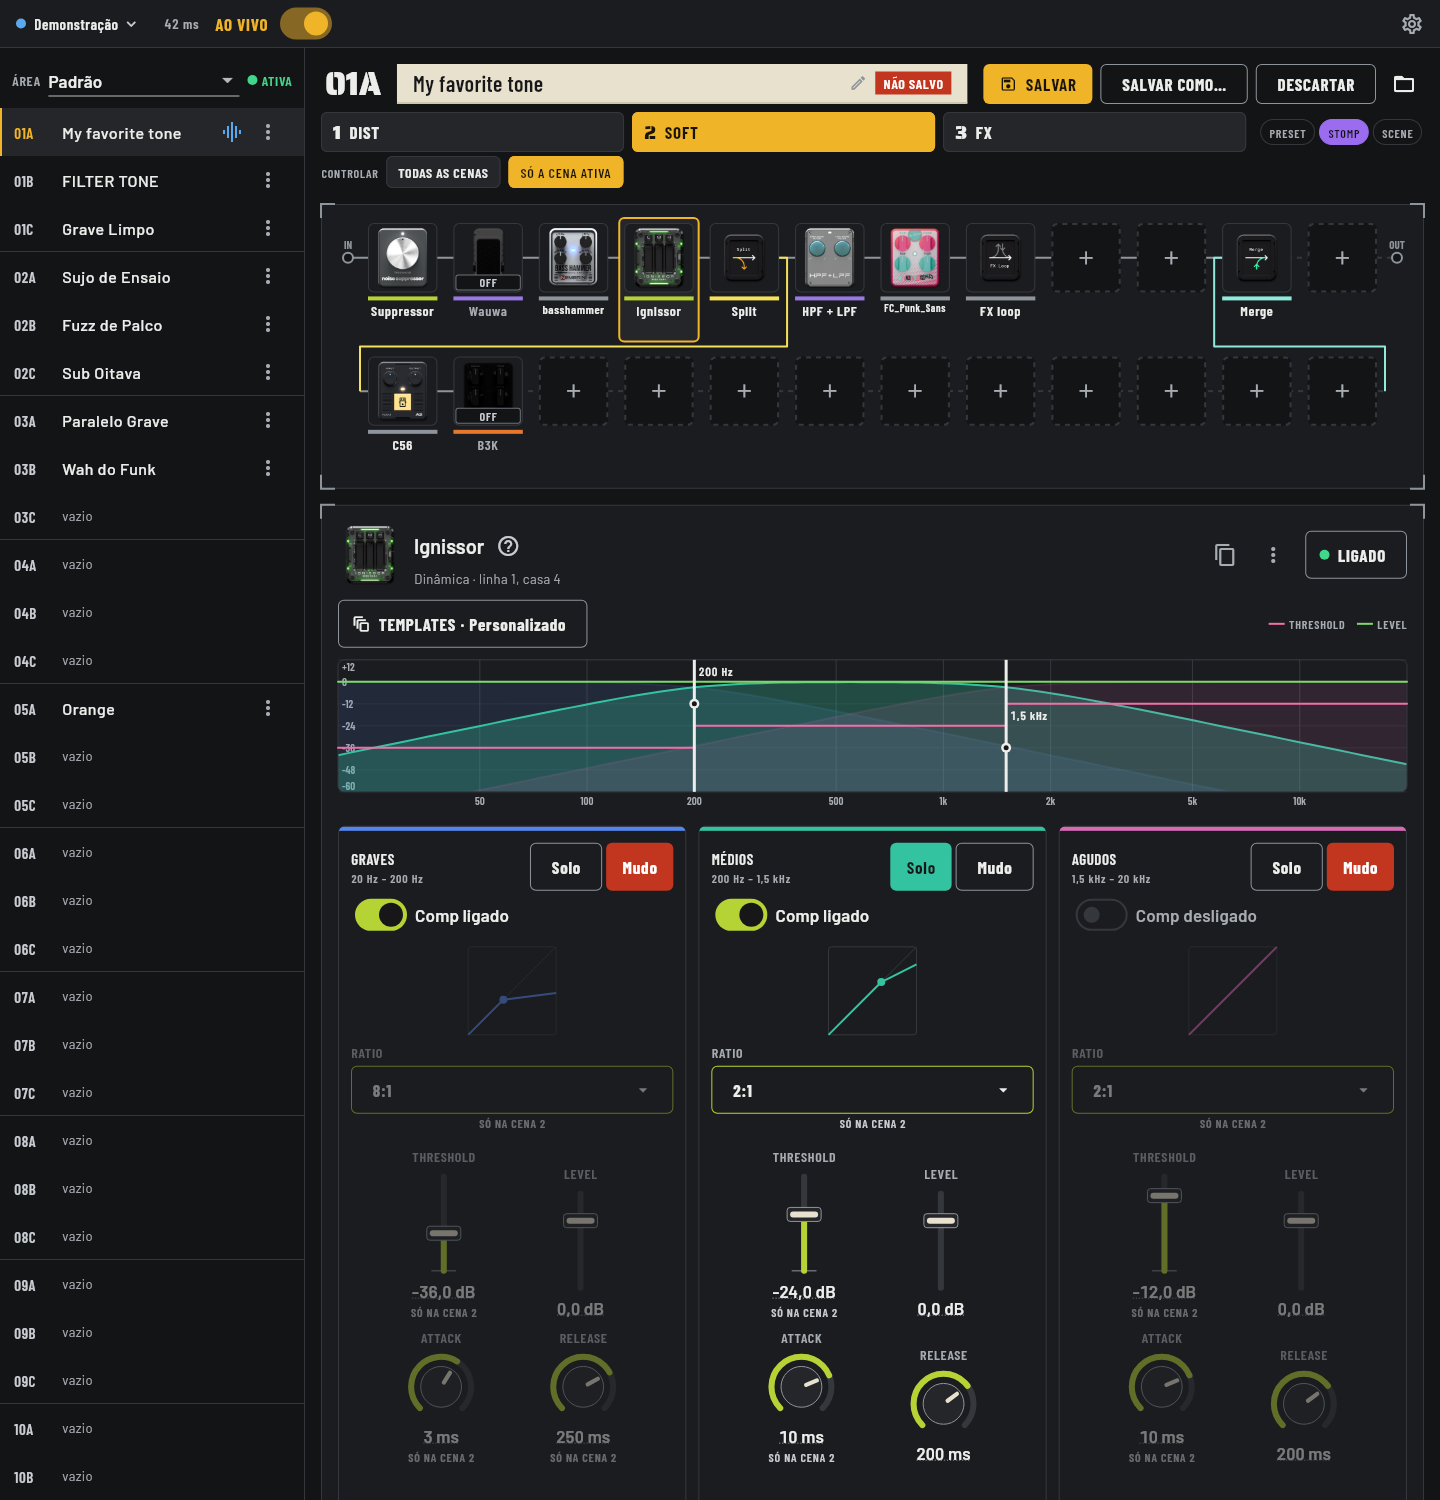 Demonstração 42 ms AO VIVO
ÁREA Padrão ATIVA
01A My favorite tone
01B FILTER TONE
01C Grave Limpo
02A Sujo de Ensaio
02B Fuzz de Palco
02C Sub Oitava
03A Paralelo Grave
03B Wah do Funk
03C vazio
04A vazio
04B vazio
04C vazio
05A Orange
05B vazio
05C vazio
06A vazio
06B vazio
06C vazio
07A vazio
07B vazio
07C vazio
08A vazio
08B vazio
08C vazio
09A vazio
09B vazio
09C vazio
10A vazio
10B vazio
01A My favorite tone NÃO SALVO SALVAR SALVAR COMO... DESCARTAR
1 DIST 2 SOFT 3 FX PRESET STOMP SCENE
CONTROLAR TODAS AS CENAS SÓ A CENA ATIVA
IN OUT
Split FX Loop Merge
OFF
Suppressor Wauwa basshammer Ignissor Split HPF + LPF FC_Punk_Sans FX loop Merge
OFF
C56 B3K
Ignissor
Dinâmica · linha 1, casa 4
LIGADO
TEMPLATES · Personalizado THRESHOLD LEVEL
+12
0
-12
-24
-36
-48
-60
200 Hz
1,5 kHz
50 100 200 500 1k 2k 5k 10k
GRAVES
20 Hz – 200 Hz
Solo Mudo
Comp ligado
RATIO
8:1
SÓ NA CENA 2
THRESHOLD LEVEL
-36,0 dB 0,0 dB
SÓ NA CENA 2
ATTACK RELEASE
3 ms 250 ms
SÓ NA CENA 2
MÉDIOS
200 Hz – 1,5 kHz
Solo Mudo
Comp ligado
RATIO
2:1
SÓ NA CENA 2
THRESHOLD LEVEL
-24,0 dB 0,0 dB
SÓ NA CENA 2
ATTACK RELEASE
10 ms 200 ms
SÓ NA CENA 2
AGUDOS
1,5 kHz – 20 kHz
Solo Mudo
Comp desligado
RATIO
2:1
SÓ NA CENA 2
THRESHOLD LEVEL
-12,0 dB 0,0 dB
SÓ NA CENA 2
ATTACK RELEASE
10 ms 200 ms
SÓ NA CENA 2